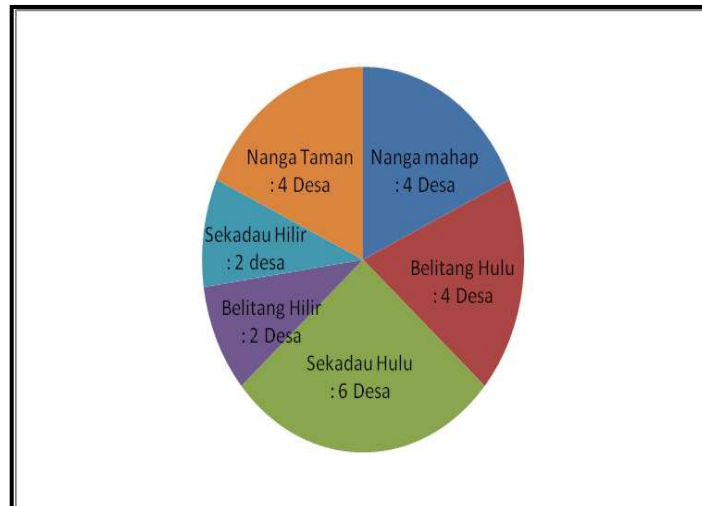 Nanga Taman
: 4 Desa
Nanga mahap
: 4 Desa
Sekadau Hilir
: 2 desa
Belitang Hulu
: 4 Desa
Belitang Hilir
: 2 Desa
Sekadau Hulu
: 6 Desa